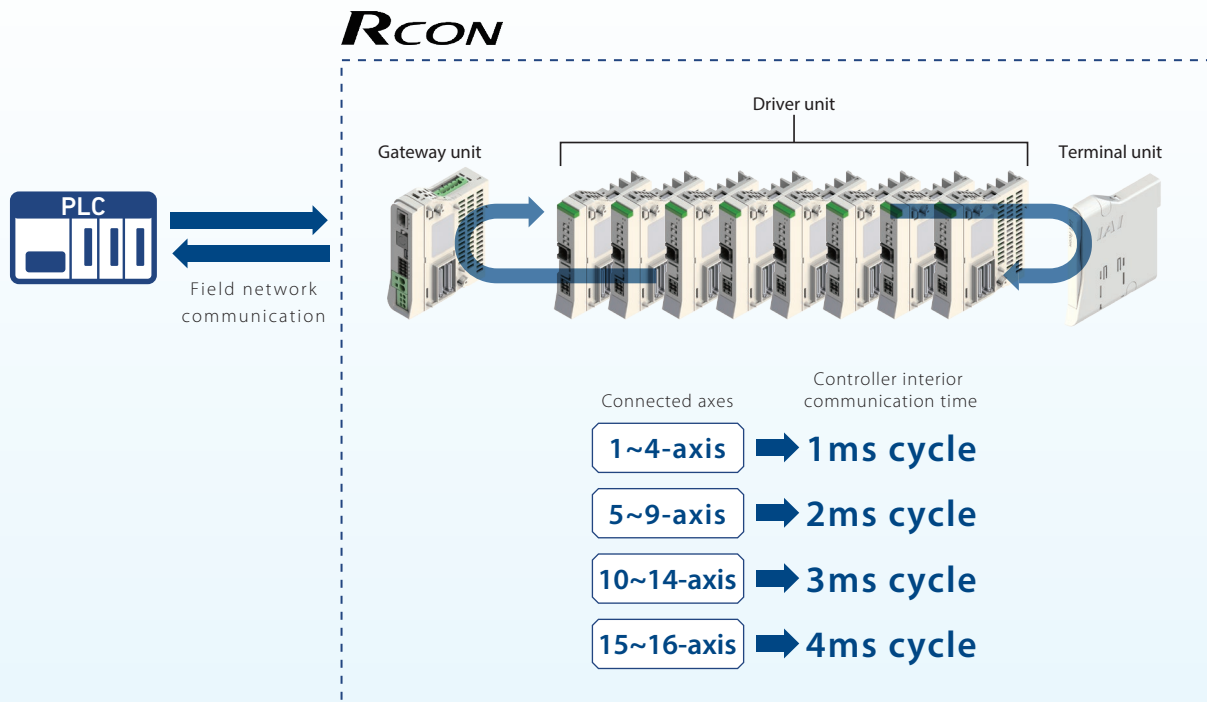 RCON
Driver unit
Gateway unit
Terminal unit
PLC
Field network
communication
IAI
Connected axes
Controller interior
communication time
1~4-axis
1ms cycle
5~9-axis
2ms cycle
10~14-axis
3ms cycle
15~16-axis
4ms cycle